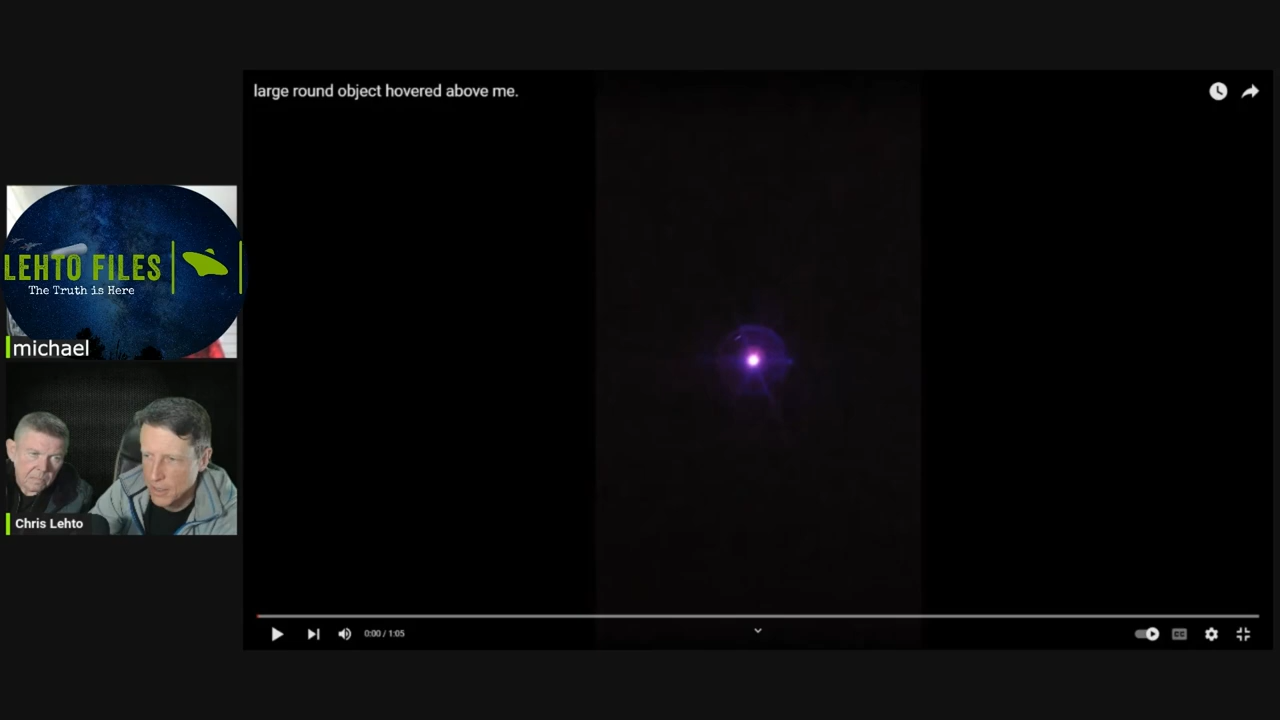 large round object hovered above me.
LEHTO FILES
The Truth is Here
michael
Chris Lehto
0:00 / 1:05
CC